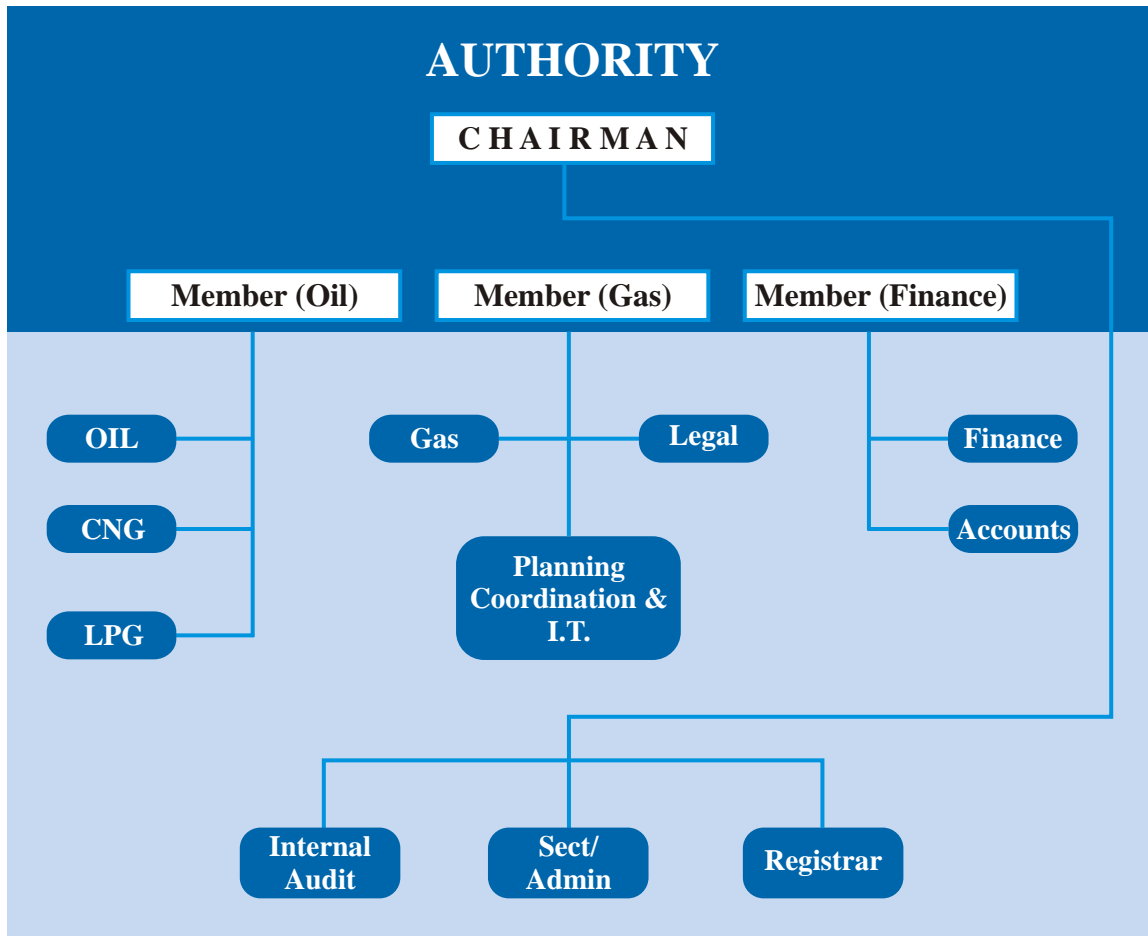 AUTHORITY
CHAIRMAN
Member (Oil)
Member (Gas)
Member (Finance)
OIL
Gas
Legal
Finance
CNG
Accounts
Planning
Coordination &
I.T.
LPG
Internal
Audit
Sect/
Admin
Registrar